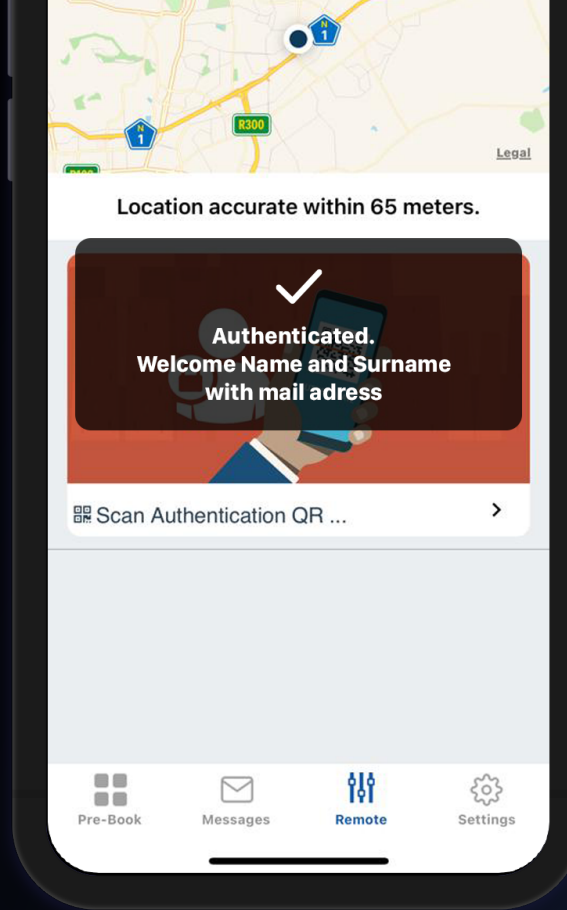 N
1
R300
N
1
Legal
Location accurate within 65 meters.
Authenticated.
Welcome Name and Surname
with mail adress
Scan Authentication QR ...
Pre-Book
Messages
Remote
Settings